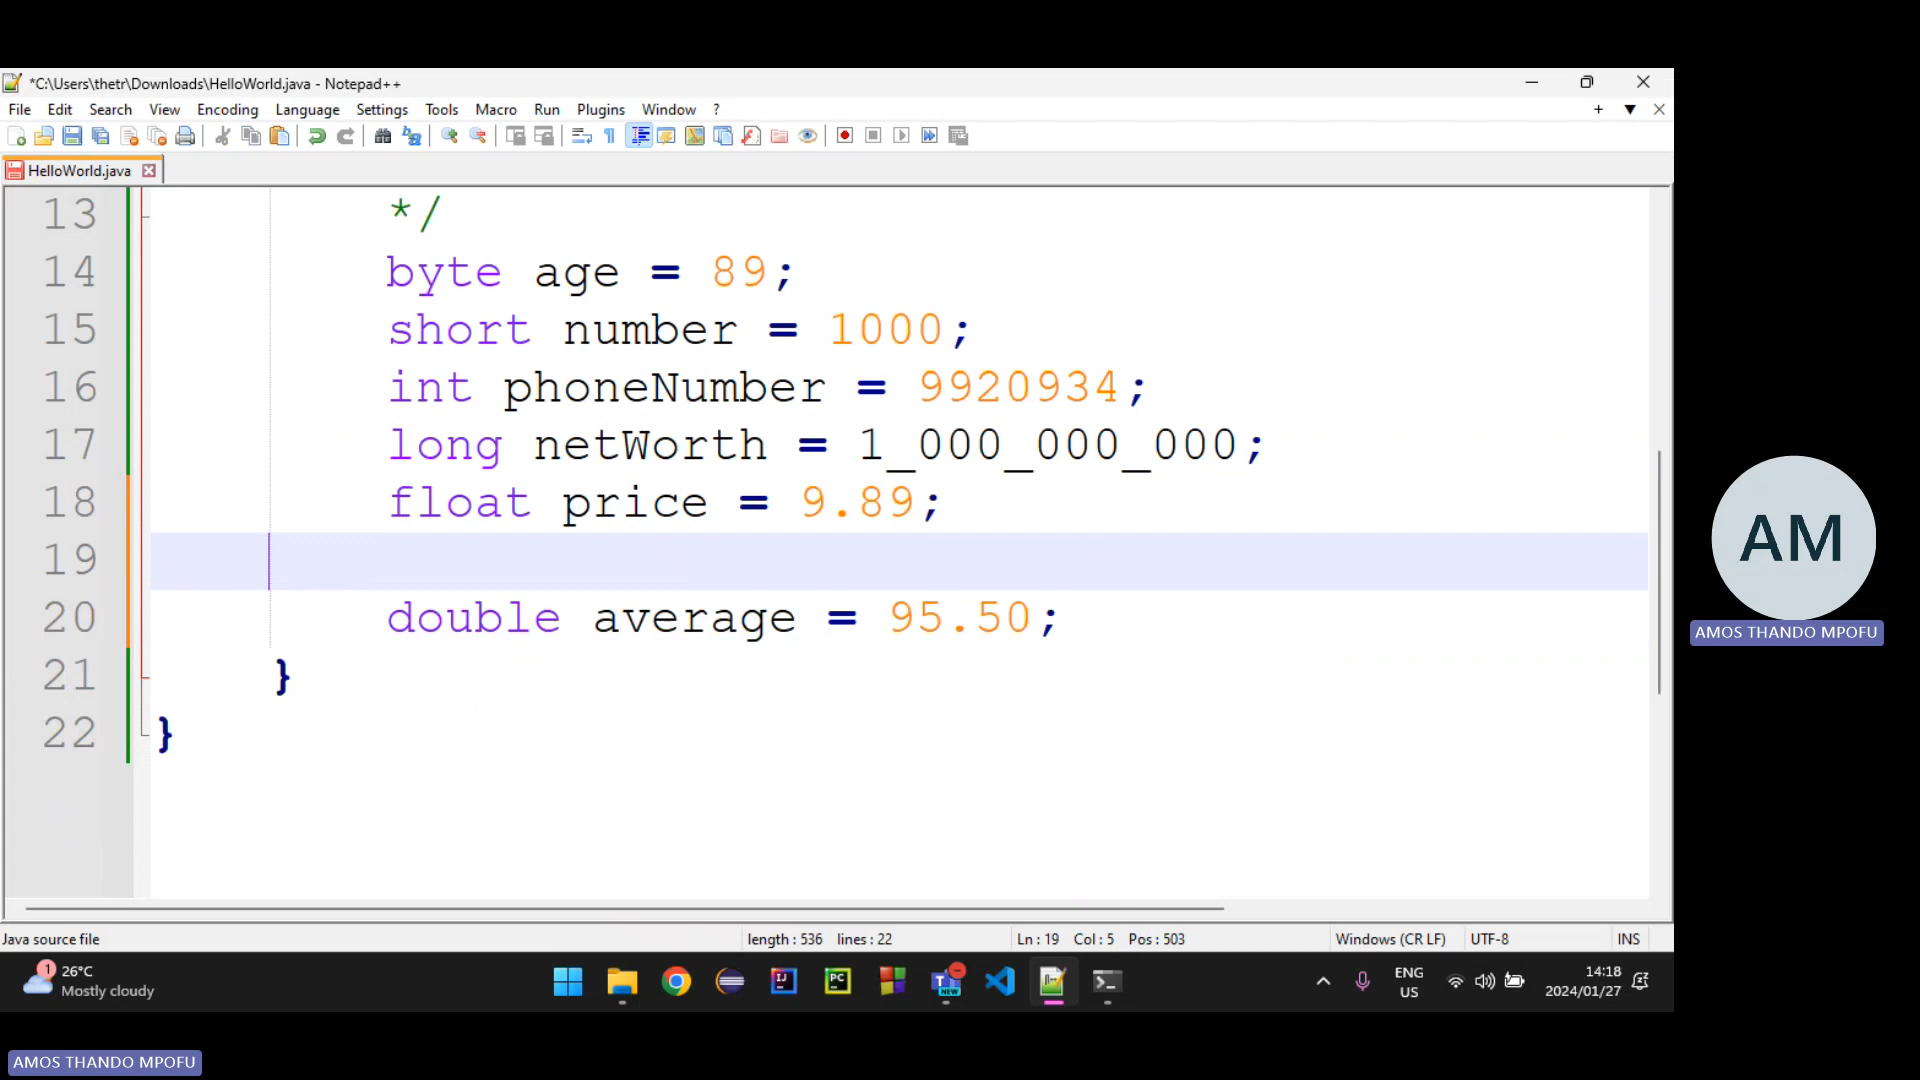 *C:\Users\thetr\Downloads\HelloWorld.java - Notepad++
File Edit Search View Encoding Language Settings Tools Macro Run Plugins Window ?
HelloWorld.java
13 */
14 byte age = 89;
15 short number = 1000;
16 int phoneNumber = 9920934;
17 long netWorth = 1_000_000_000;
18 float price = 9.89;
19
20 double average = 95.50;
21 }
22 }
Java source file length : 536 lines : 22 Ln : 19 Col : 5 Pos : 503 Windows (CR LF) UTF-8 INS
1
26°C
Mostly cloudy
IJ
PC
T
NEW
ENG
US
14:18
2024/01/27
AM
AMOS THANDO MPOFU
AMOS THANDO MPOFU